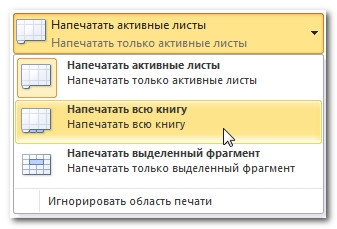 Напечатать активные листы
Напечатать только активные листы
Напечатать активные листы
Напечатать только активные листы
Напечатать всю книгу
Напечатать всю книгу
Напечатать выделенный фрагмент
Напечатать только выделенный фрагмент
Игнорировать область печати